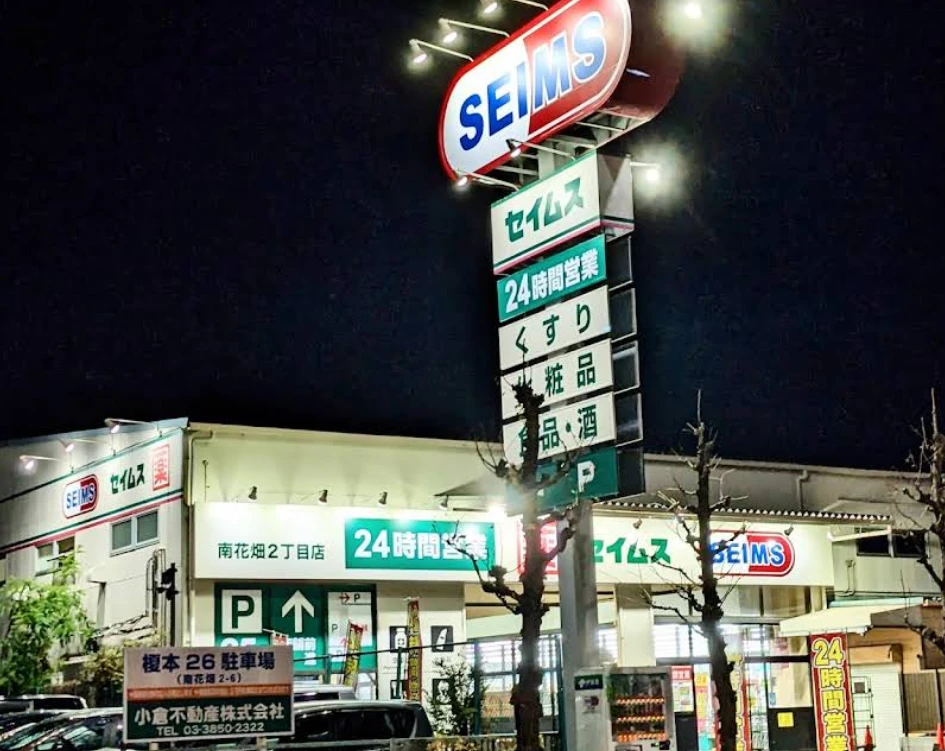 SEIMS
セイムス
24時間営業
くすり
粧品
食品・酒
P
SEIMS
セイムス
薬
南花畑2丁目店
24時間営業
セイムス
SEIMS
P
P
榎本26駐車場
(南花畑2-6)
小倉不動産株式会社
TEL 03-3850-2322
24時間営業